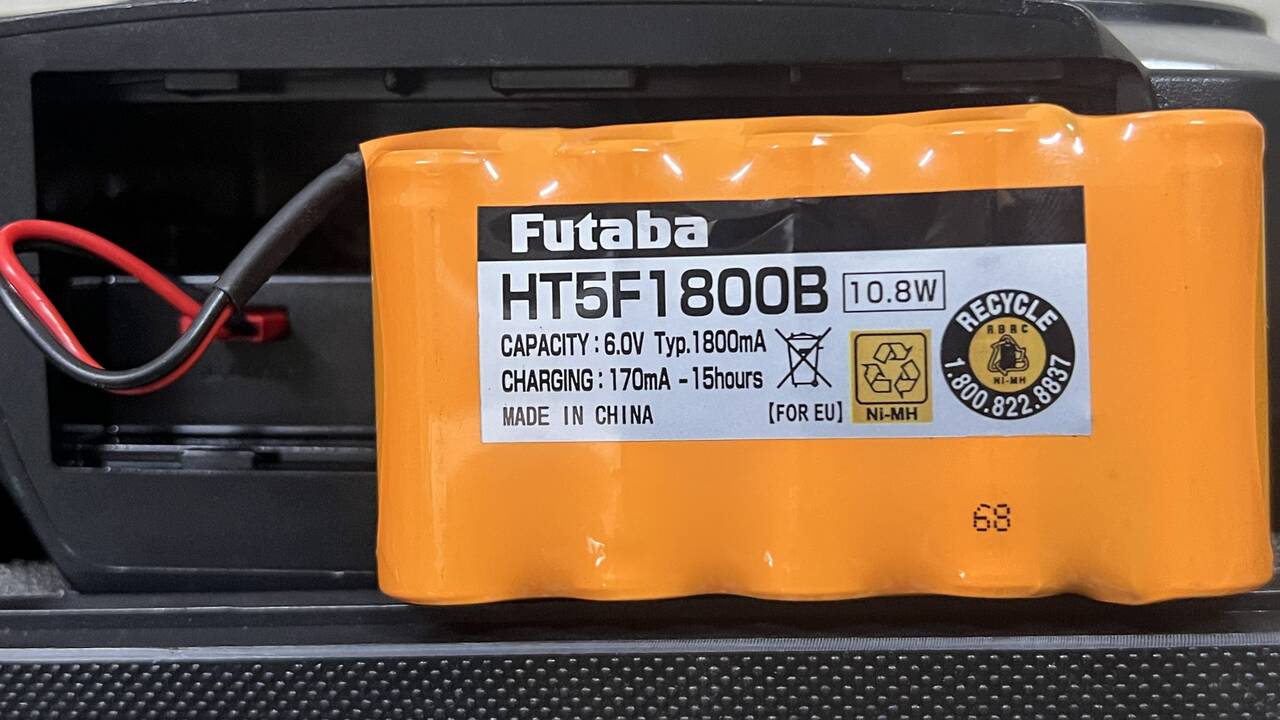 Futaba
HT5F1800B 10.8W
CAPACITY : 6.0V Typ.1800mA
CHARGING : 170mA - 15hours
MADE IN CHINA 【FOR EU】
Ni-MH
RECYCLE
RBRC
NI-MH
1.800.822.8837
68